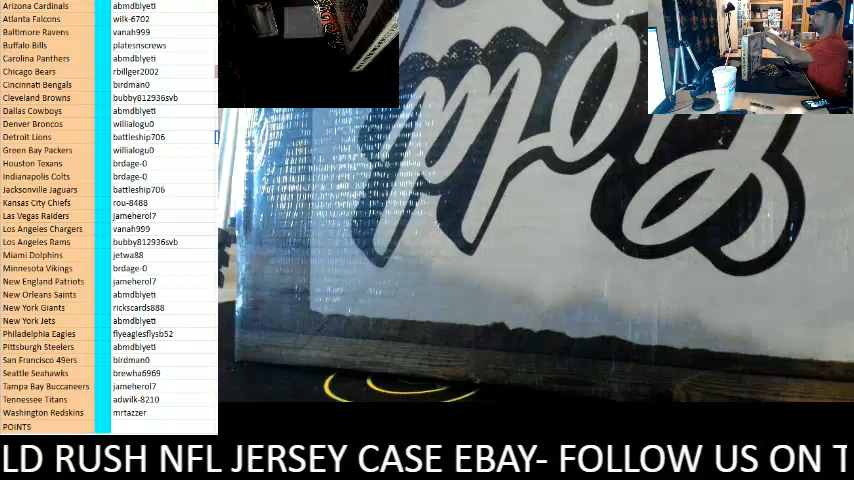 Arizona Cardinals abmdblyeti
Atlanta Falcons wilk-6702
Baltimore Ravens vanah999
Buffalo Bills platesnscrews
Carolina Panthers abmdblyeti
Chicago Bears rbillger2002
Cincinnati Bengals birdman0
Cleveland Browns bubby812936svb
Dallas Cowboys abmdblyeti
Denver Broncos willialogu0
Detroit Lions battleship706
Green Bay Packers willialogu0
Houston Texans brdage-0
Indianapolis Colts brdage-0
Jacksonville Jaguars battleship706
Kansas City Chiefs rou-8488
Las Vegas Raiders jameherol7
Los Angeles Chargers vanah999
Los Angeles Rams bubby812936svb
Miami Dolphins jetwa88
Minnesota Vikings brdage-0
New England Patriots jameherol7
New Orleans Saints abmdblyeti
New York Giants rickscards888
New York Jets abmdblyeti
Philadelphia Eagles flyeaglesflysb52
Pittsburgh Steelers abmdblyeti
San Francisco 49ers birdman0
Seattle Seahawks brewha6969
Tampa Bay Buccaneers jameherol7
Tennessee Titans adwilk-8210
Washington Redskins mrtazzer
POINTS
LD RUSH NFL JERSEY CASE EBAY- FOLLOW US ON T